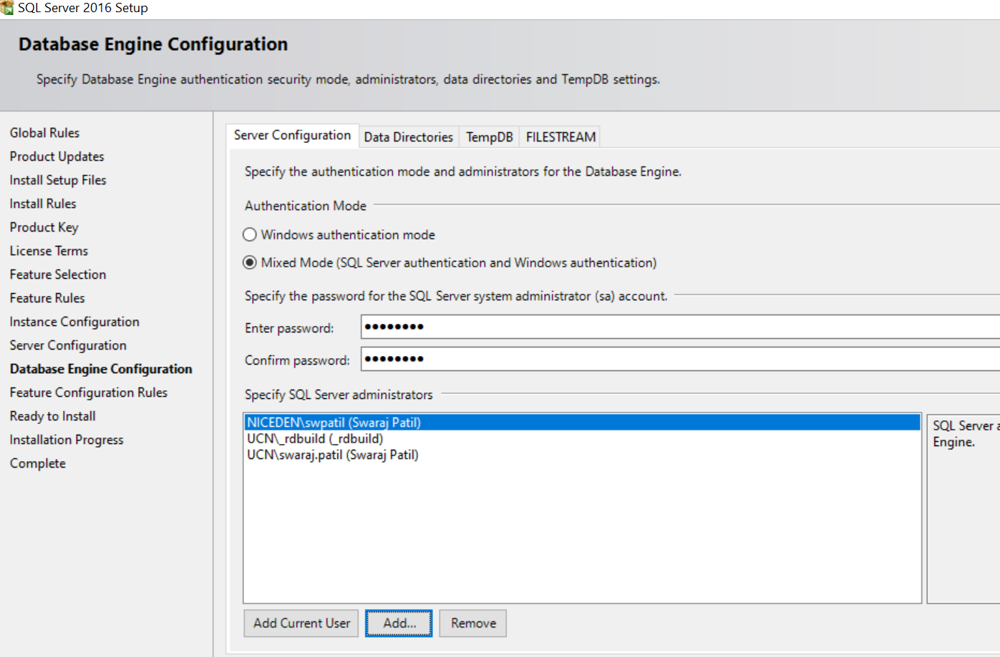 SQL Server 2016 Setup
Database Engine Configuration
Specify Database Engine authentication security mode, administrators, data directories and TempDB settings.
Global Rules
Product Updates
Install Setup Files
Install Rules
Product Key
License Terms
Feature Selection
Feature Rules
Instance Configuration
Server Configuration
Database Engine Configuration
Feature Configuration Rules
Ready to Install
Installation Progress
Complete
Server Configuration Data Directories TempDB FILESTREAM
Specify the authentication mode and administrators for the Database Engine.
Authentication Mode
Windows authentication mode
Mixed Mode (SQL Server authentication and Windows authentication)
Specify the password for the SQL Server system administrator (sa) account.
Enter password: ●●●●●●●●
Confirm password: ●●●●●●●●
Specify SQL Server administrators
NICEDEN\swpatil (Swaraj Patil)
UCN\_rdbuild (_rdbuild)
UCN\swaraj.patil (Swaraj Patil)
SQL Server a
Engine.
Add Current User Add... Remove